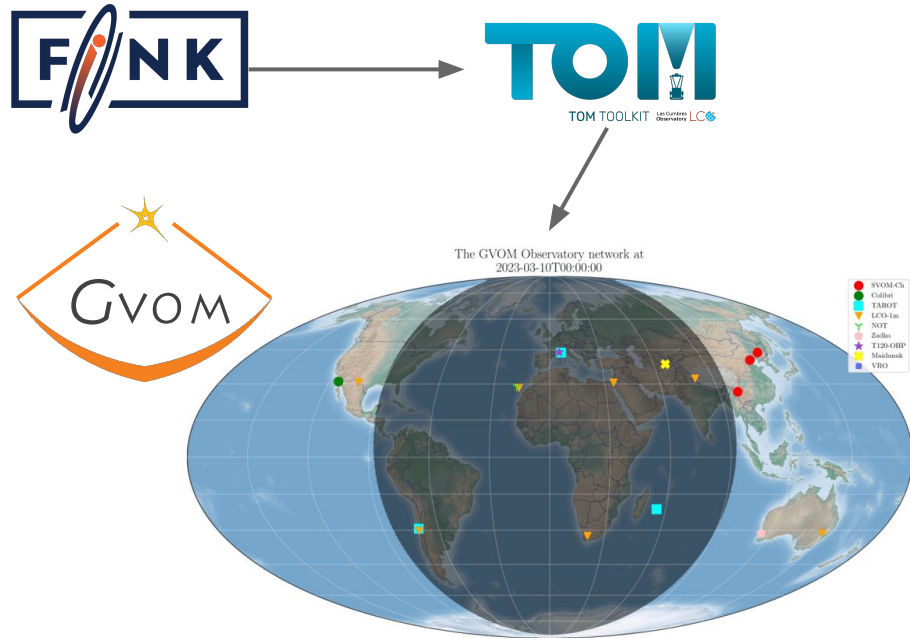 FINK
TOM
TOM TOOLKIT
Las Cumbres
Observatory
LCO
GVOM
The GVOM Observatory network at
2023-03-10T00:00:00
SVOM-Ch
Colibri
TAROT
LCO-1m
NOT
Zadko
T120-OHP
Maidanak
VRO